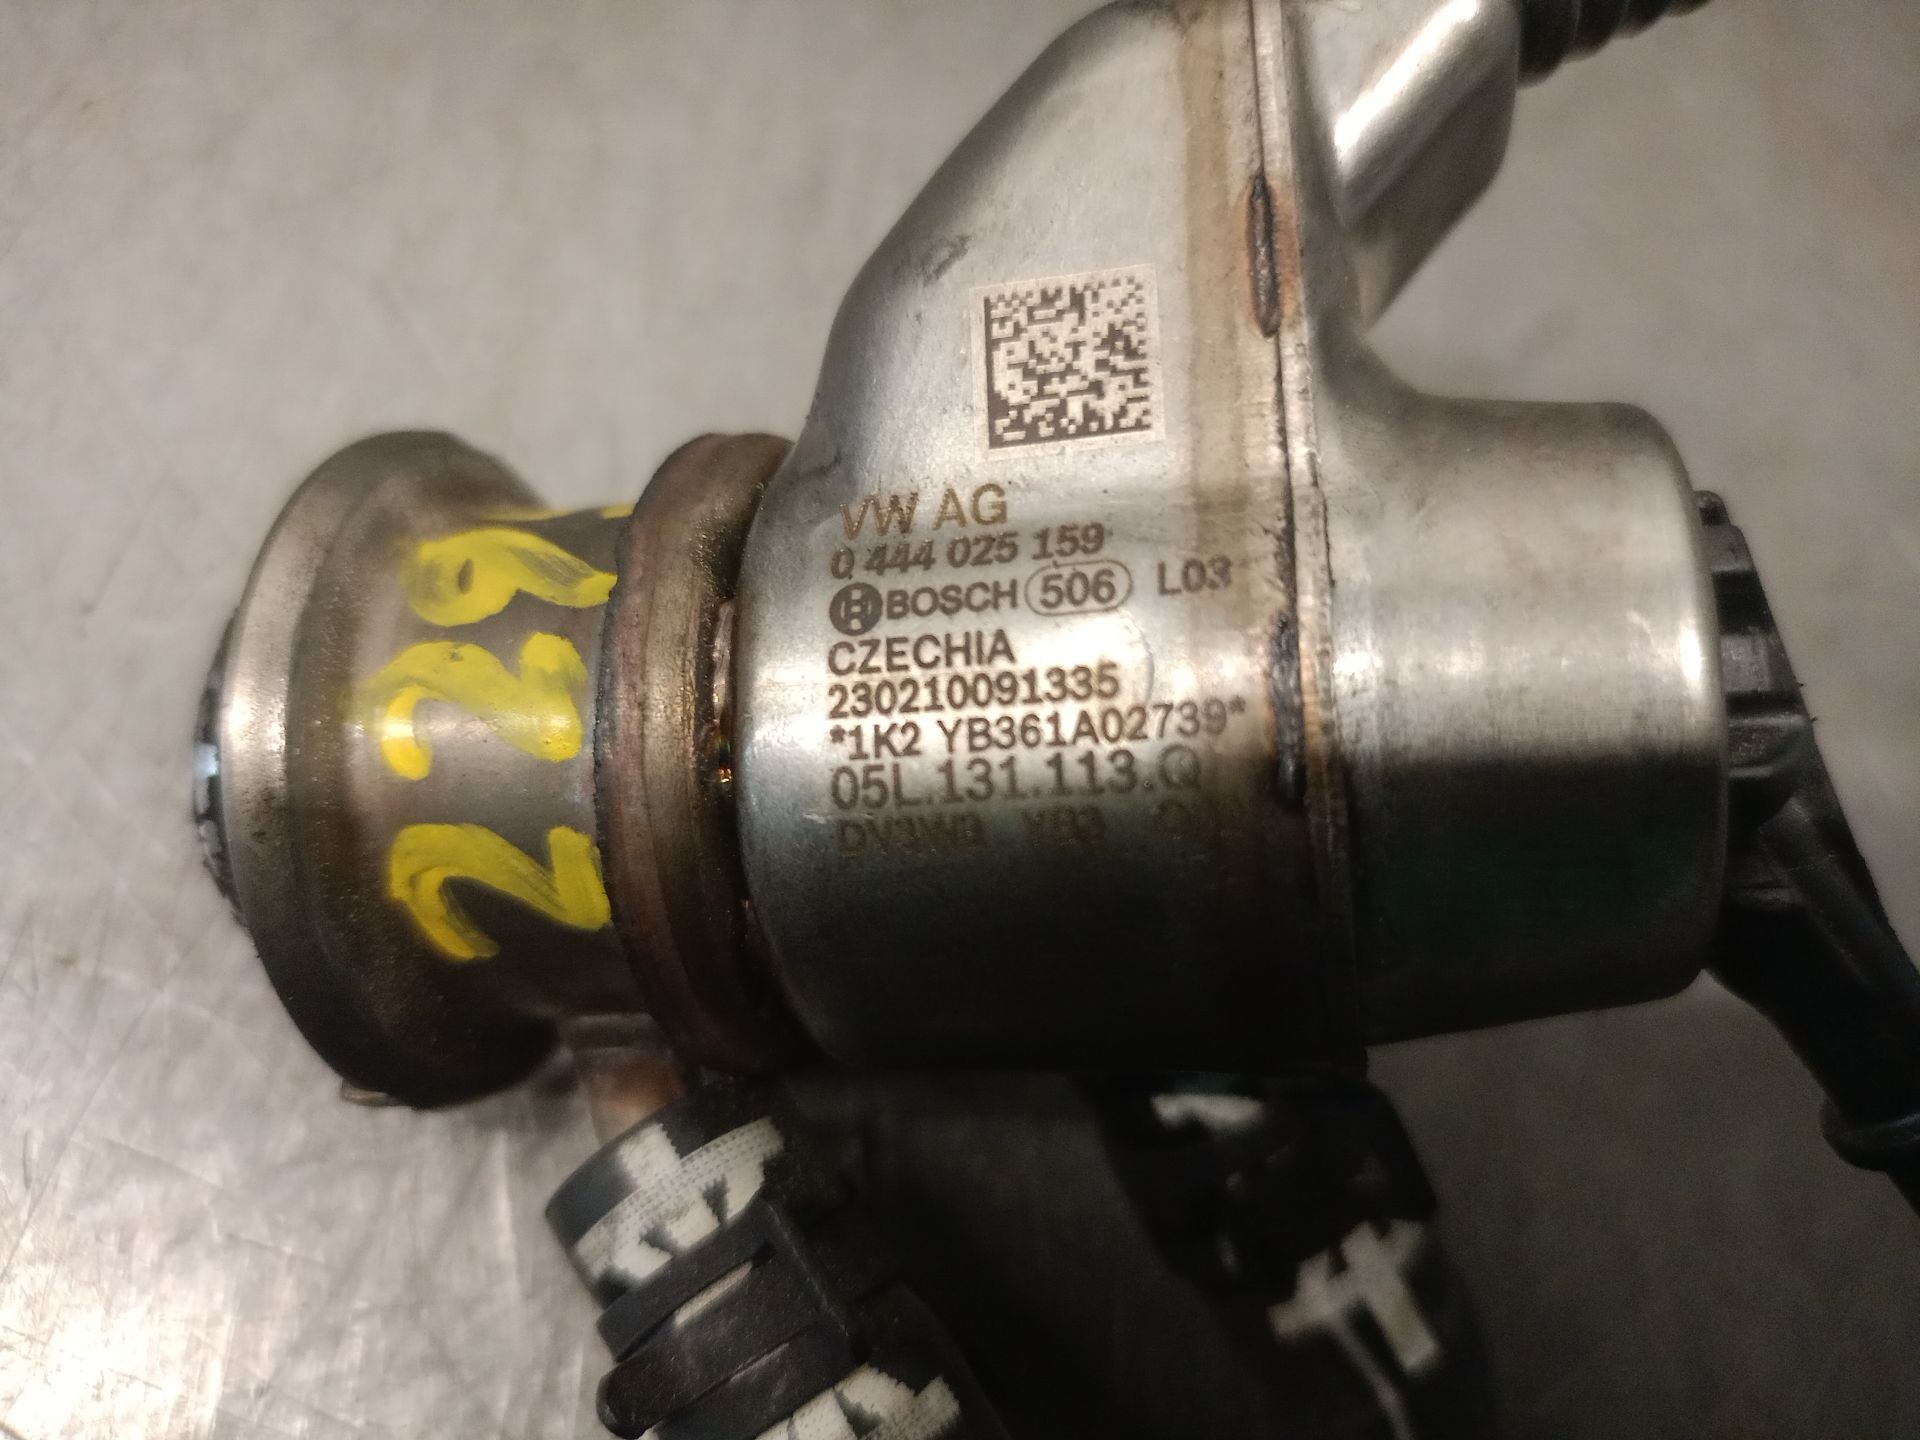 VW AG
0 444 025 159
BOSCH 506 L03
CZECHIA
230210091335
*1K2 YB361A02739*
05L.131.113.Q